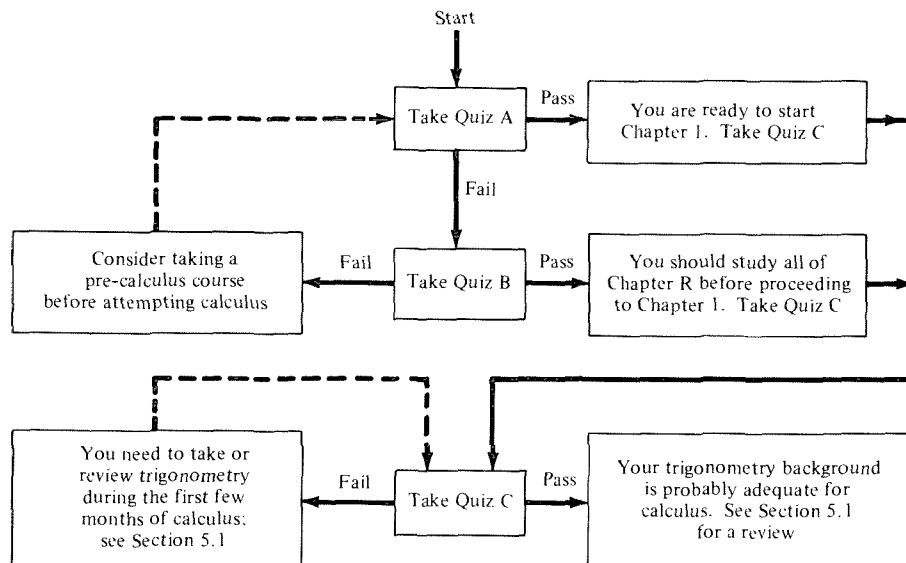 Start
Take Quiz A
Pass
You are ready to start
Chapter 1. Take Quiz C
Fail
Consider taking a
pre-calculus course
before attempting calculus
Fail
Take Quiz B
Pass
You should study all of
Chapter R before proceeding
to Chapter 1. Take Quiz C
You need to take or
review trigonometry
during the first few
months of calculus;
see Section 5.1
Fail
Take Quiz C
Pass
Your trigonometry background
is probably adequate for
calculus. See Section 5.1
for a review